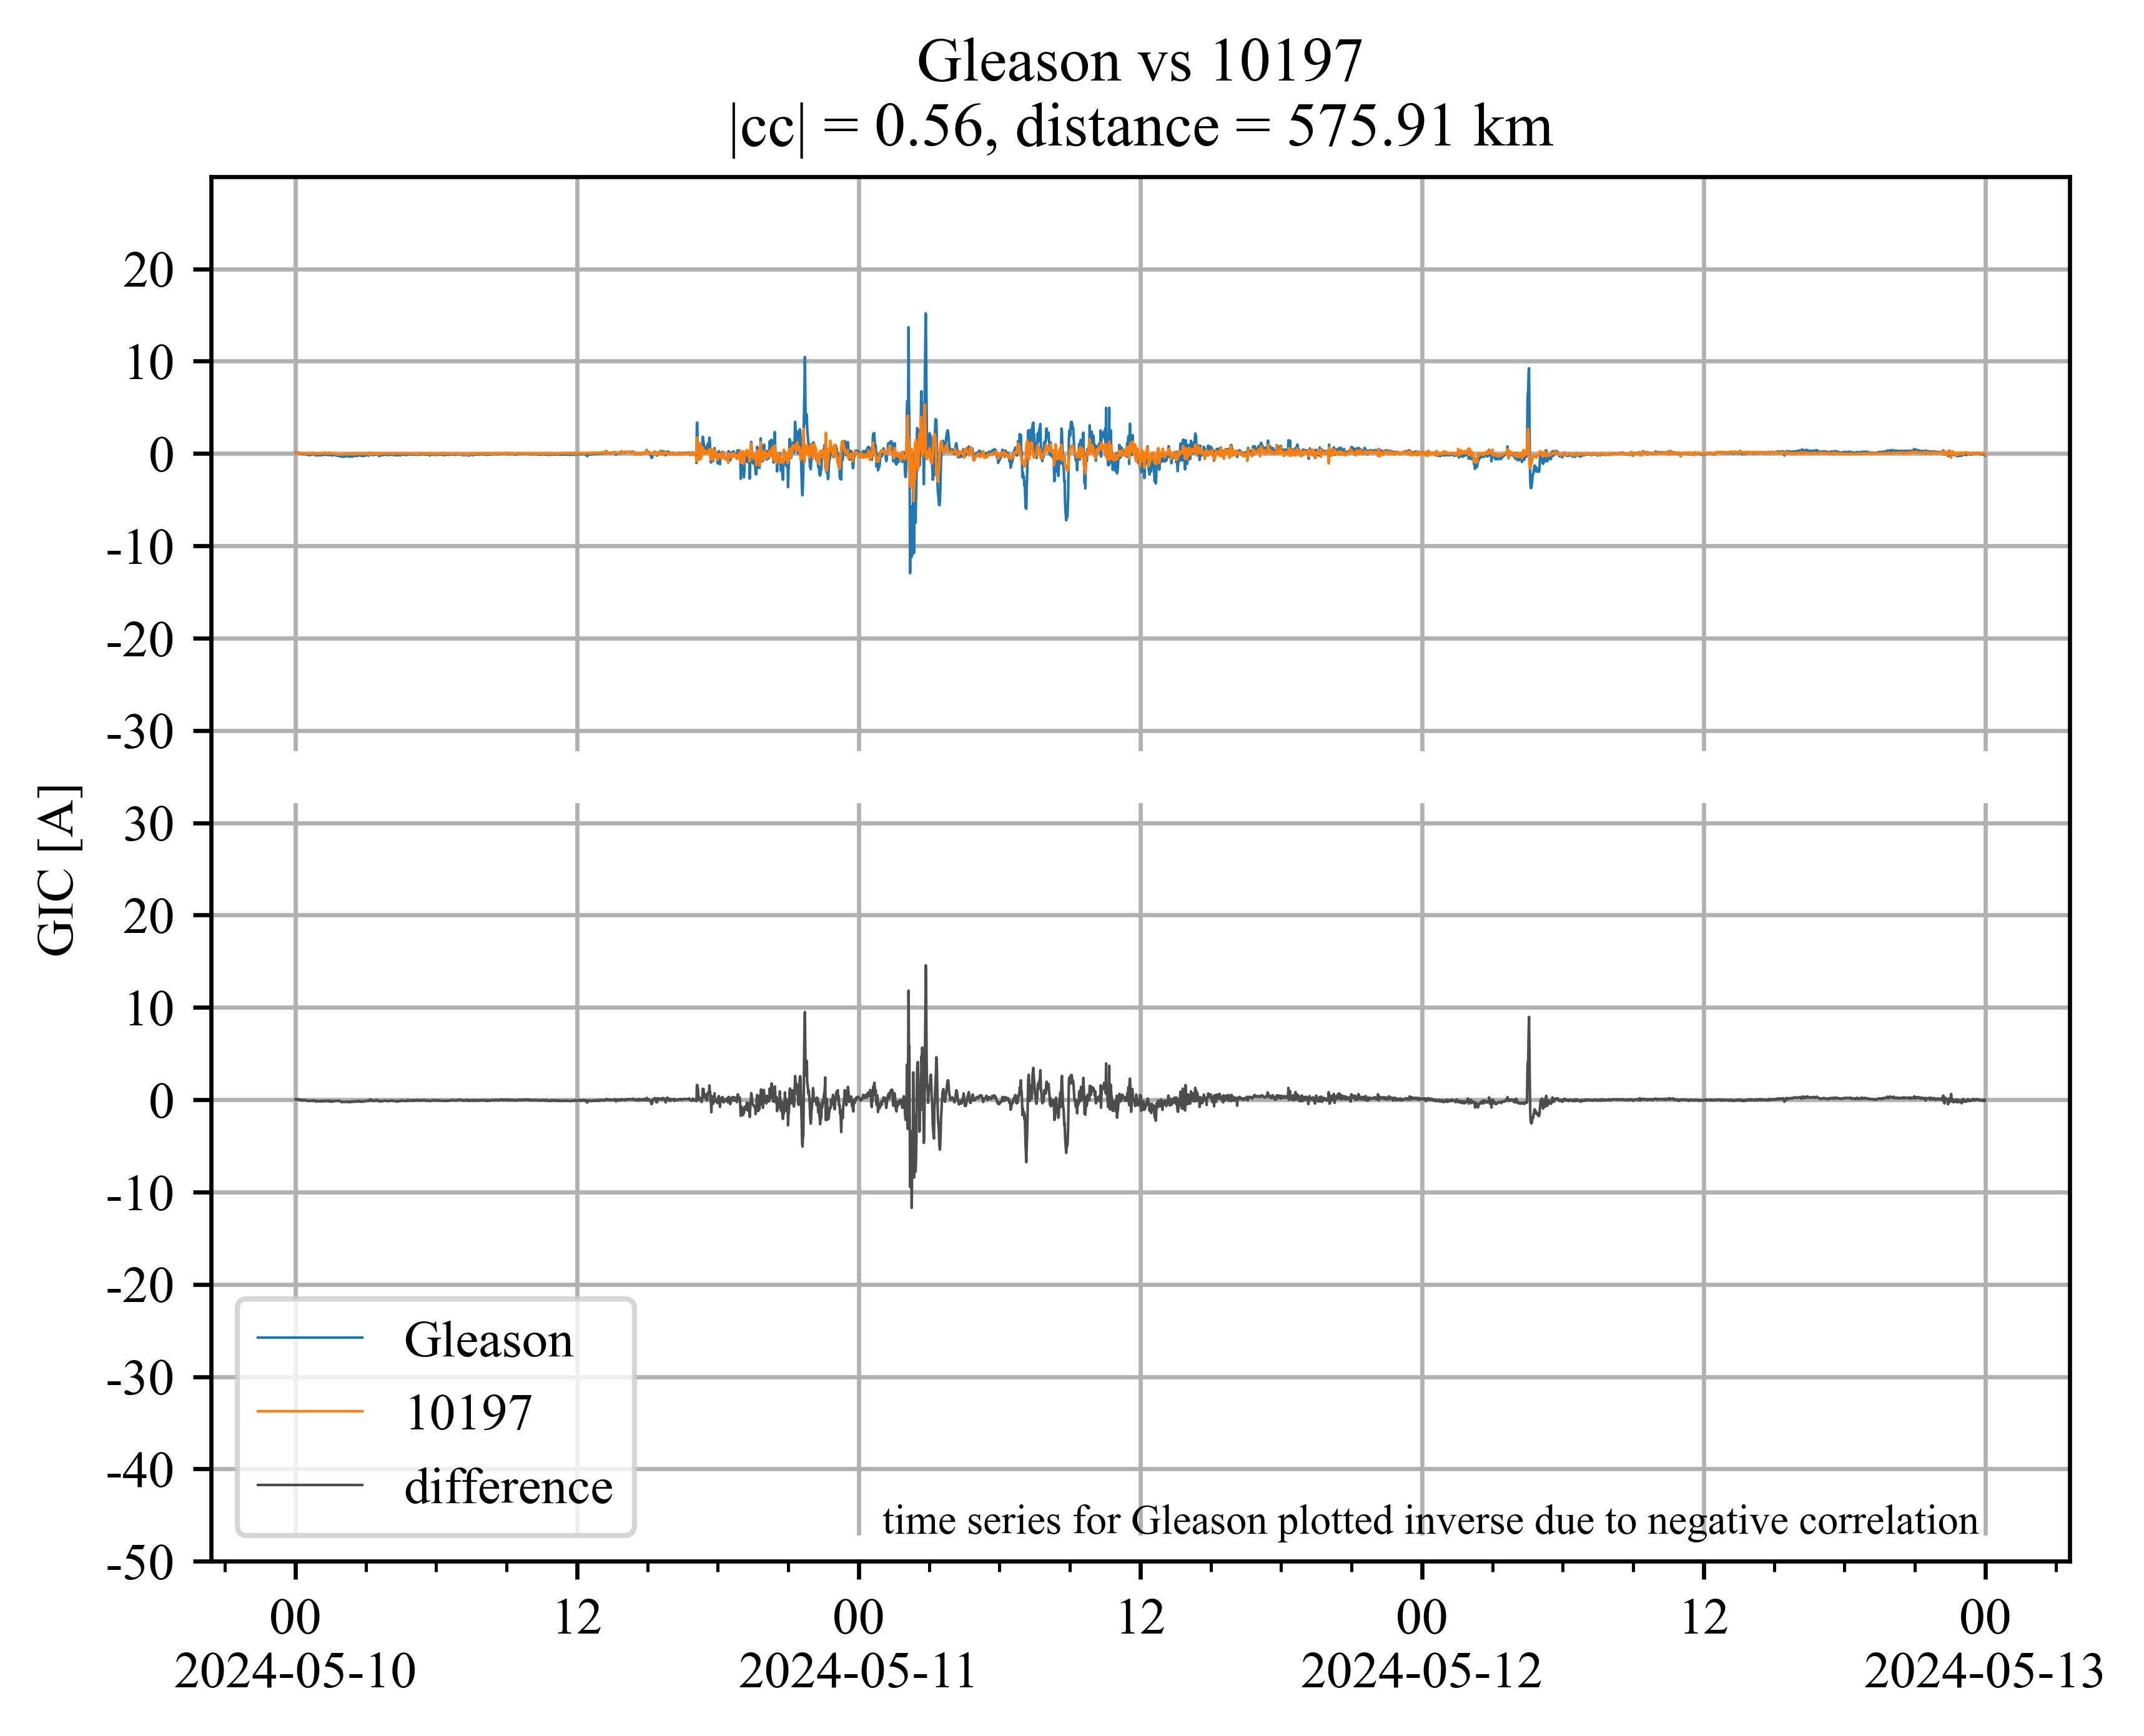 Gleason vs 10197
|cc| = 0.56, distance = 575.91 km
20
10
0
-10
-20
-30
GIC [A]
30
20
10
0
-10
-20
-30
-40
-50
Gleason
10197
difference
time series for Gleason plotted inverse due to negative correlation
00 12 00 12 00 12 00
2024-05-10 2024-05-11 2024-05-12 2024-05-13